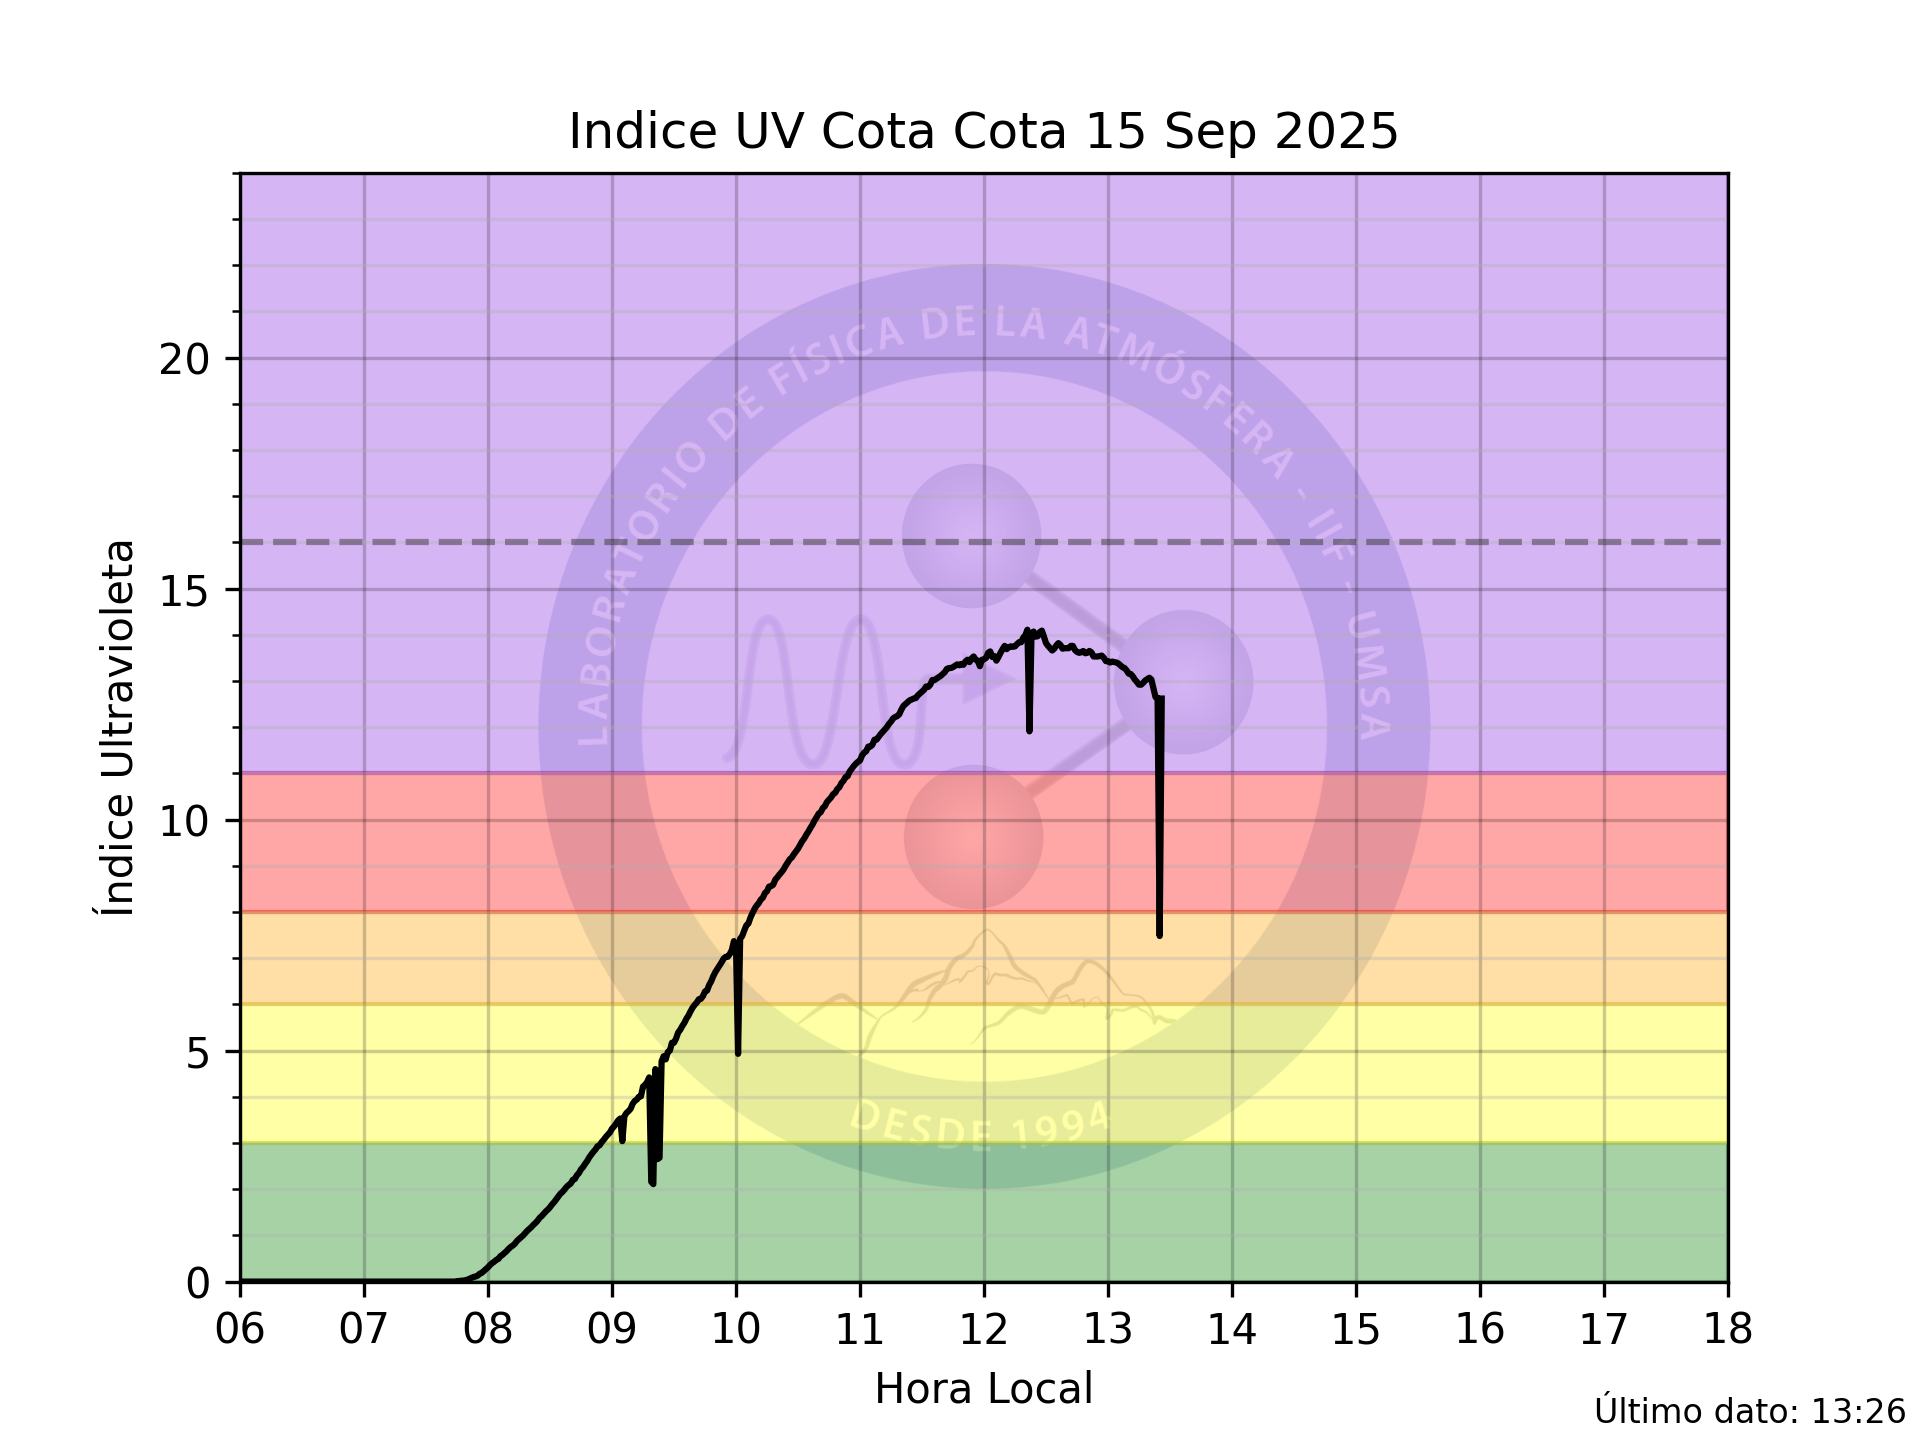 Indice UV Cota Cota 15 Sep 2025
Índice Ultravioleta
20
15
10
5
0
LABORATORIO DE FÍSICA DE LA ATMÓSFERA - IIF - UMSA
DESDE 1994
06 07 08 09 10 11 12 13 14 15 16 17 18
Hora Local
Último dato: 13:26